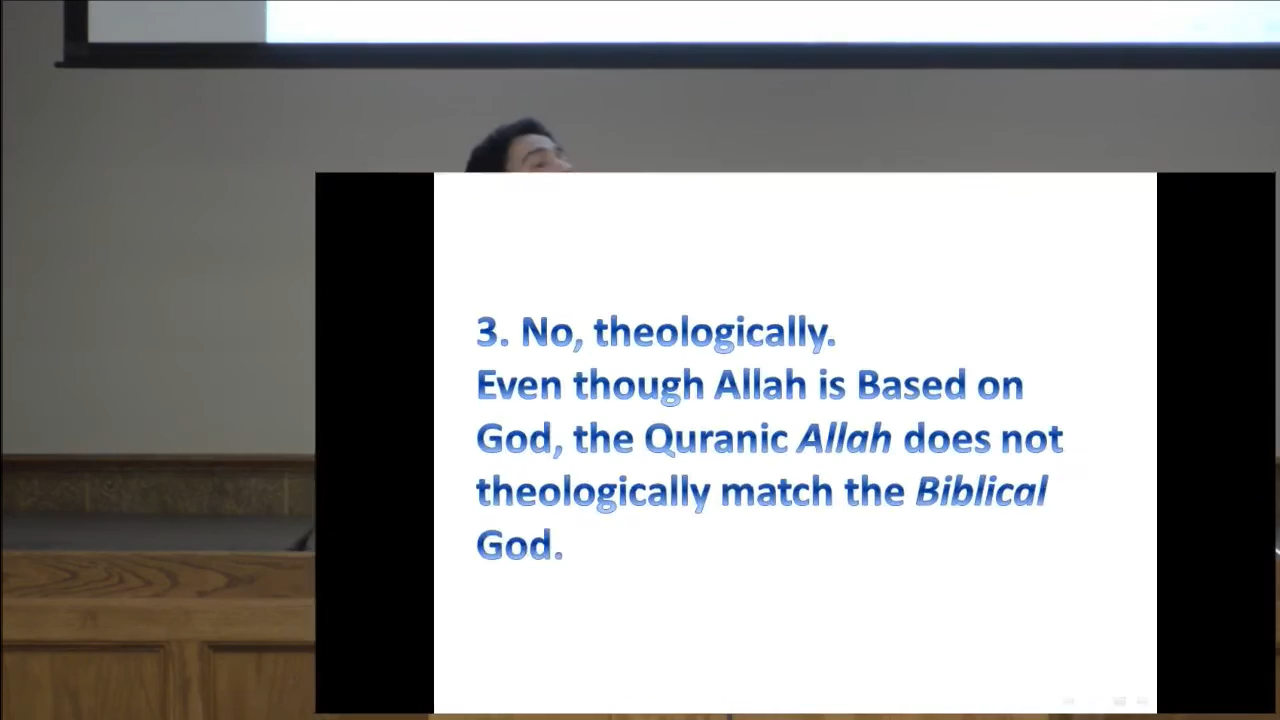 3. No, theologically.
Even though Allah is Based on
God, the Quranic Allah does not
theologically match the Biblical
God.